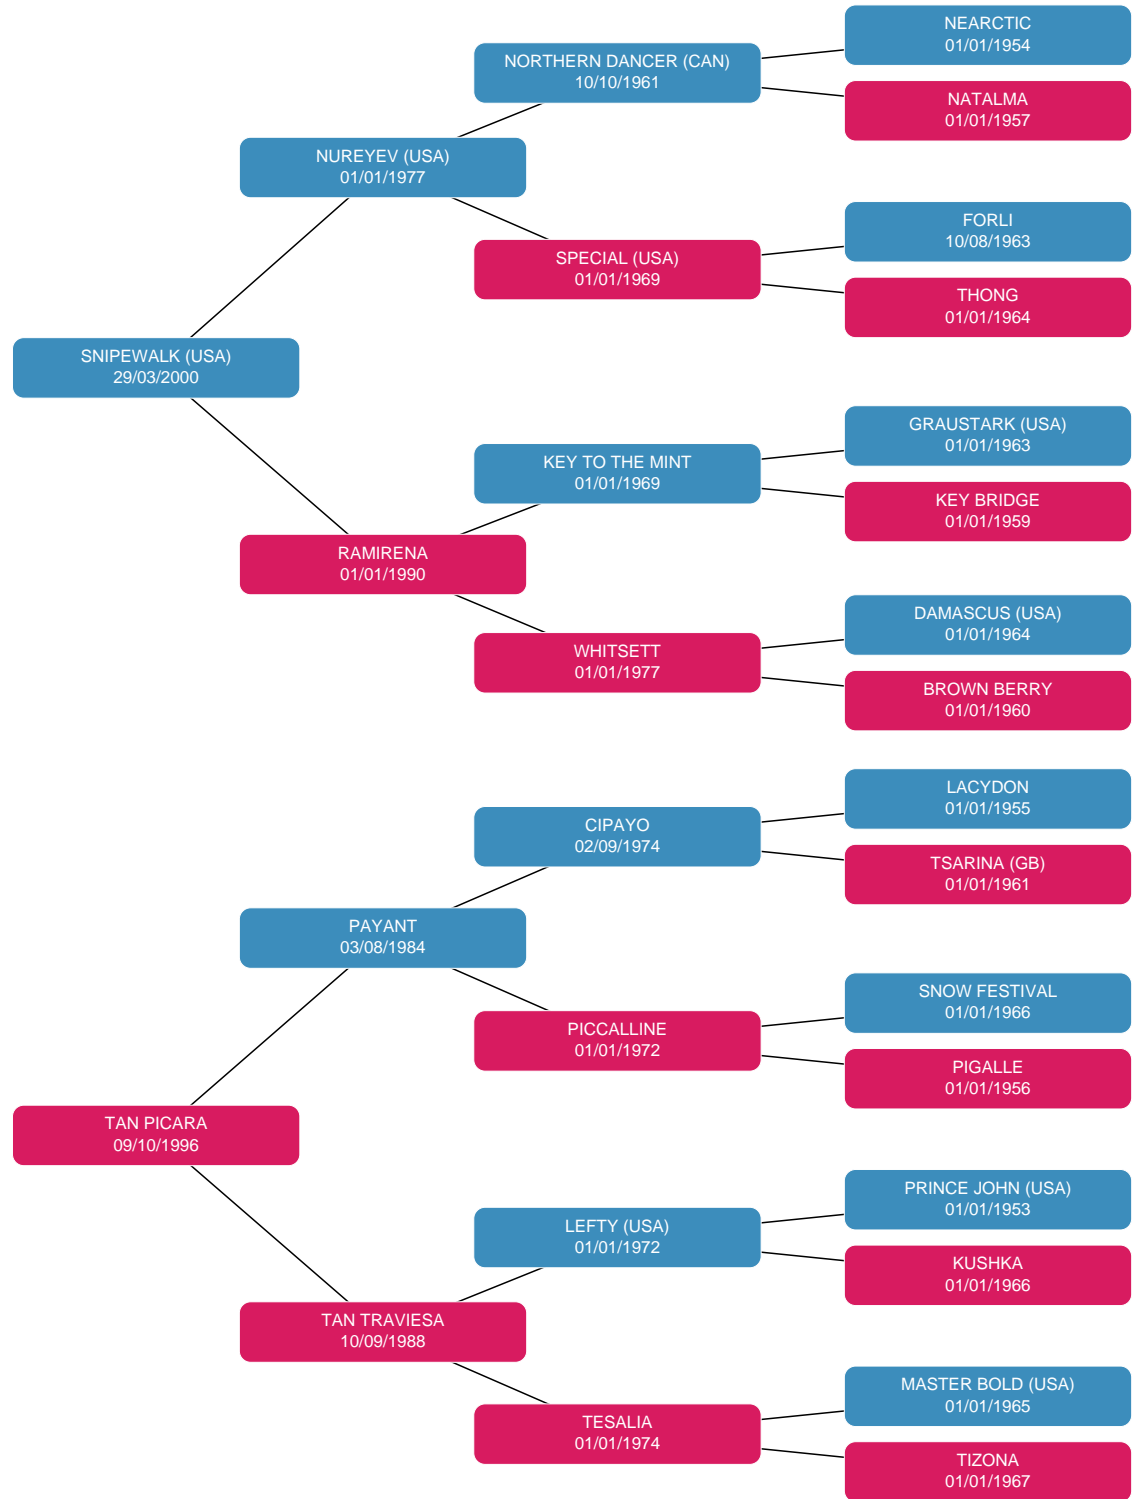 NEARCTIC
01/01/1954
NORTHERN DANCER (CAN)
10/10/1961
NATALMA
01/01/1957
NUREYEV (USA)
01/01/1977
FORLI
10/08/1963
SPECIAL (USA)
01/01/1969
THONG
01/01/1964
SNIPEWALK (USA)
29/03/2000
GRAUSTARK (USA)
01/01/1963
KEY TO THE MINT
01/01/1969
KEY BRIDGE
01/01/1959
RAMIRENA
01/01/1990
DAMASCUS (USA)
01/01/1964
WHITSETT
01/01/1977
BROWN BERRY
01/01/1960
LACYDON
01/01/1955
CIPAYO
02/09/1974
TSARINA (GB)
01/01/1961
PAYANT
03/08/1984
SNOW FESTIVAL
01/01/1966
PICCALLINE
01/01/1972
PIGALLE
01/01/1956
TAN PICARA
09/10/1996
PRINCE JOHN (USA)
01/01/1953
LEFTY (USA)
01/01/1972
KUSHKA
01/01/1966
TAN TRAVIESA
10/09/1988
MASTER BOLD (USA)
01/01/1965
TESALIA
01/01/1974
TIZONA
01/01/1967